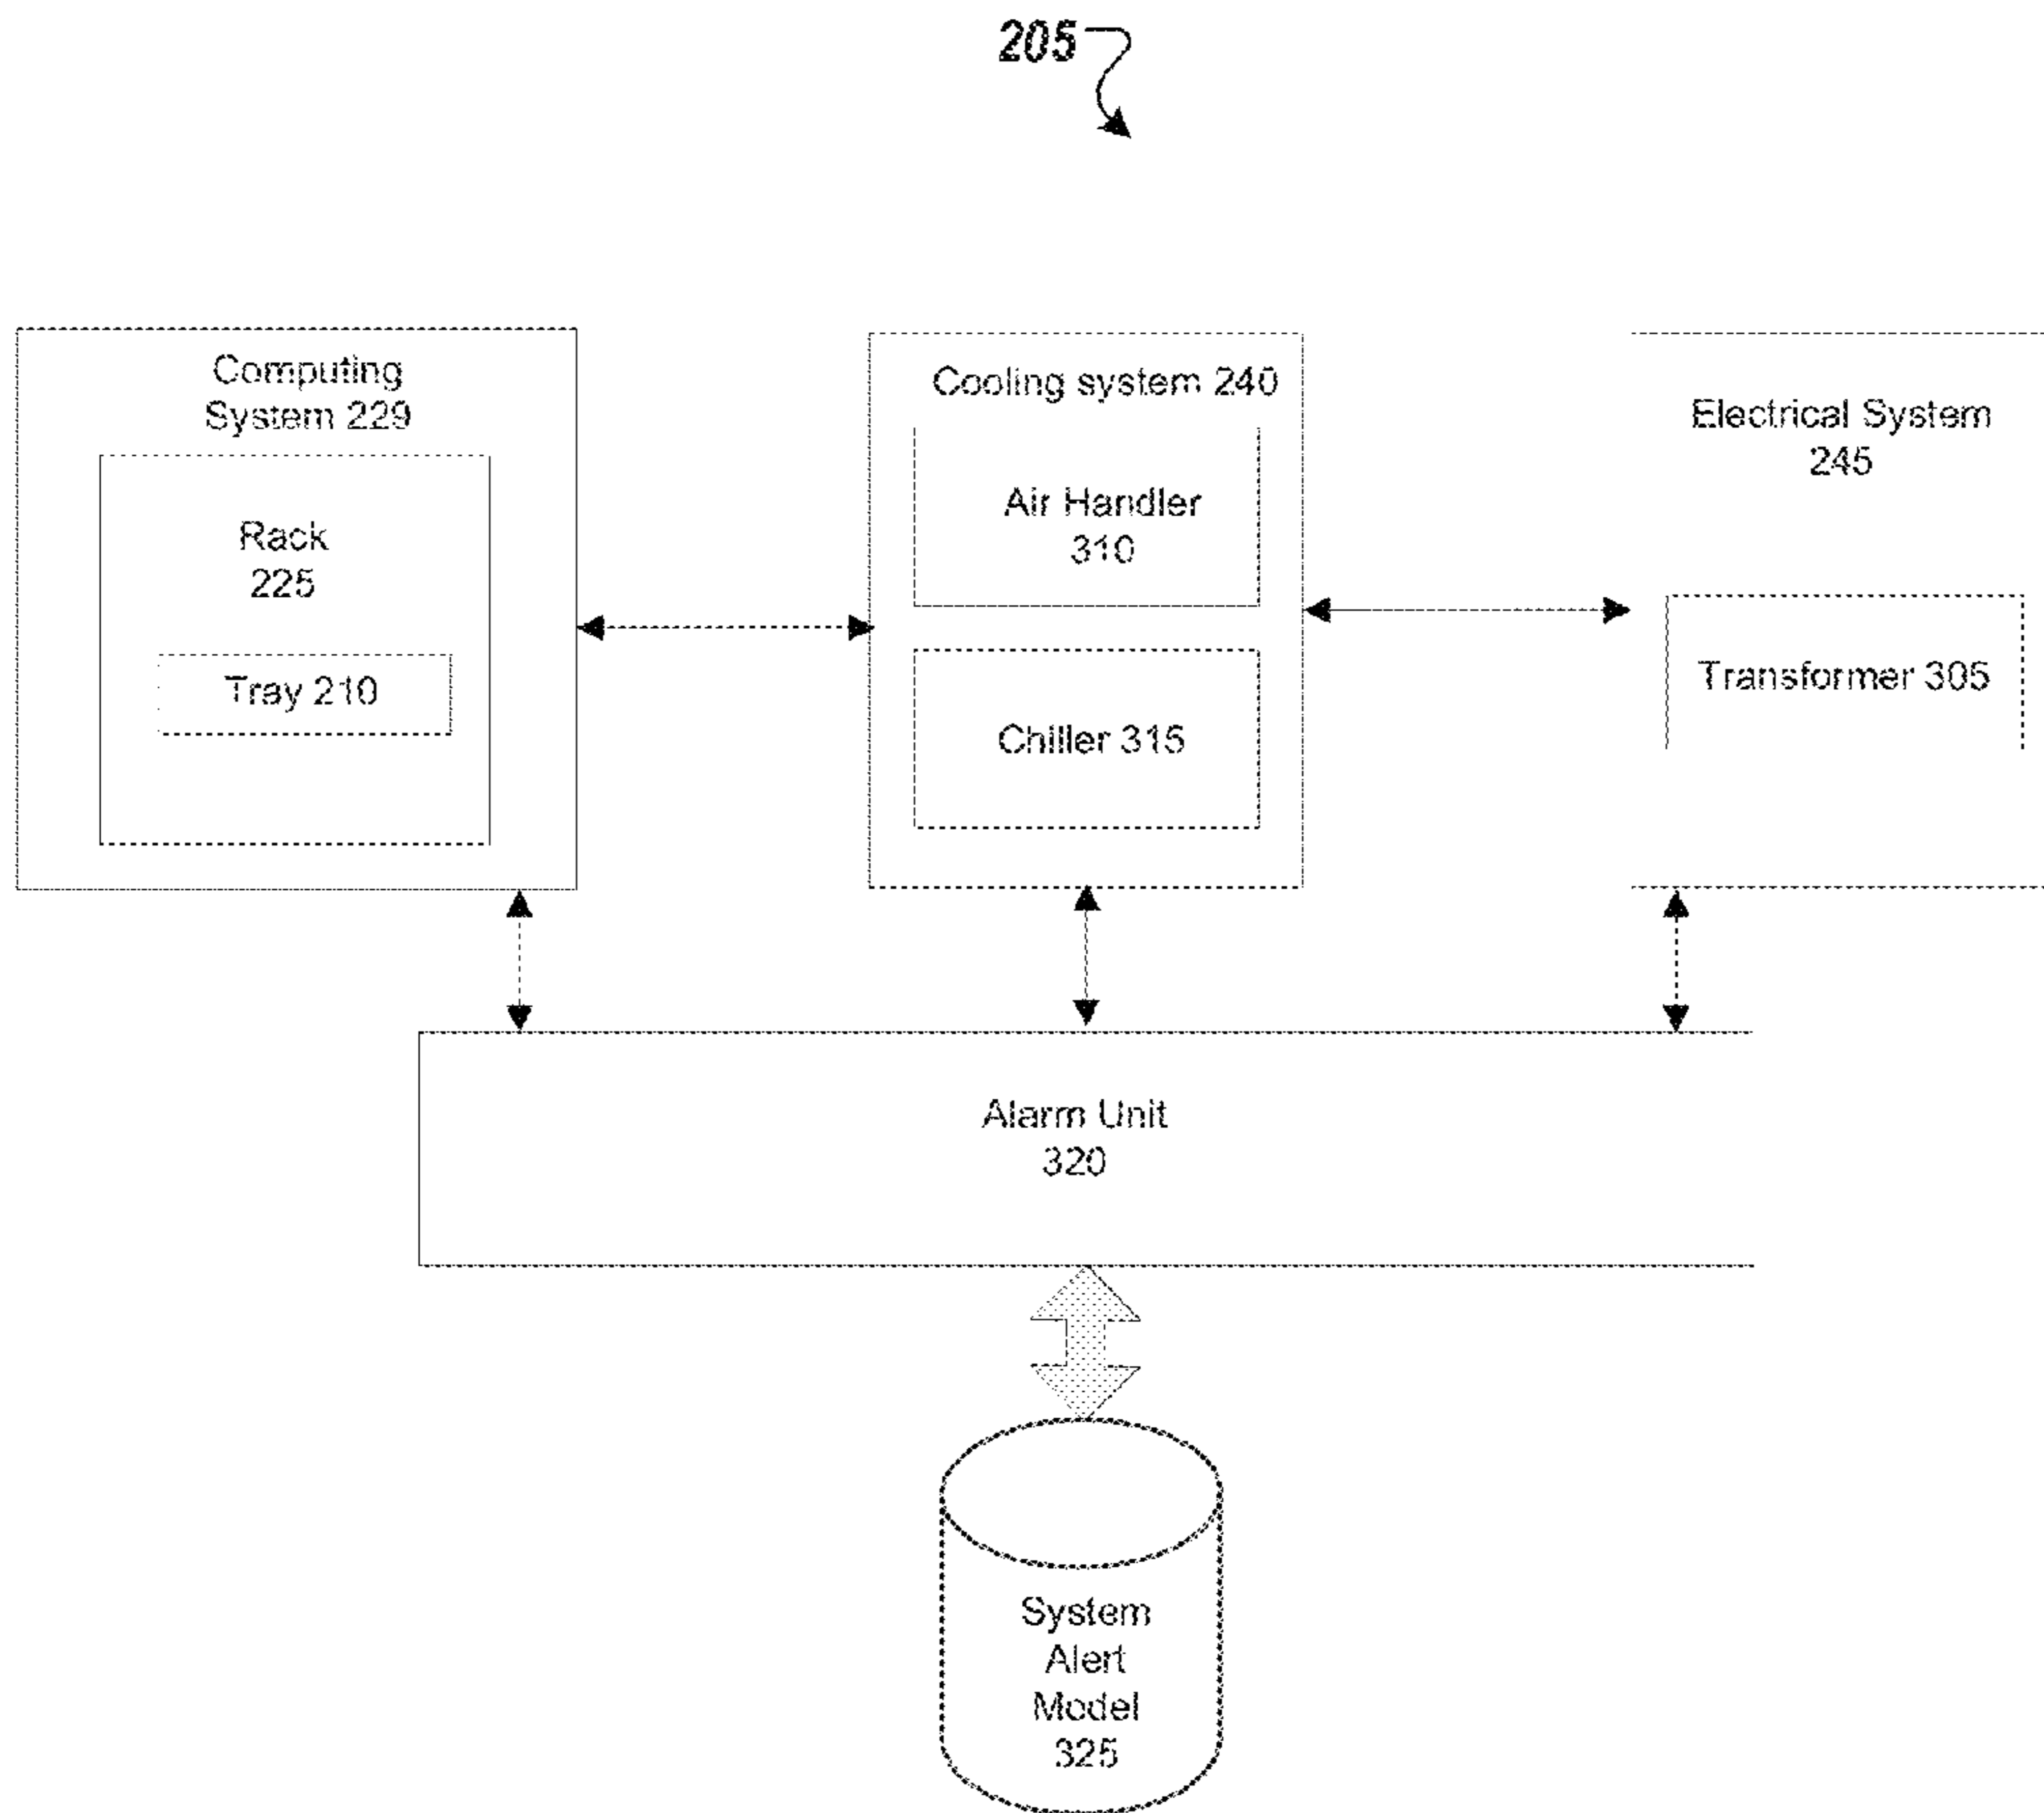 205
Computing
System 229
Rack
225
Tray 210
Cooling system 240
Air Handler
310
Chiller 315
Electrical System
245
Transformer 305
Alarm Unit
320
System
Alert
Model
325